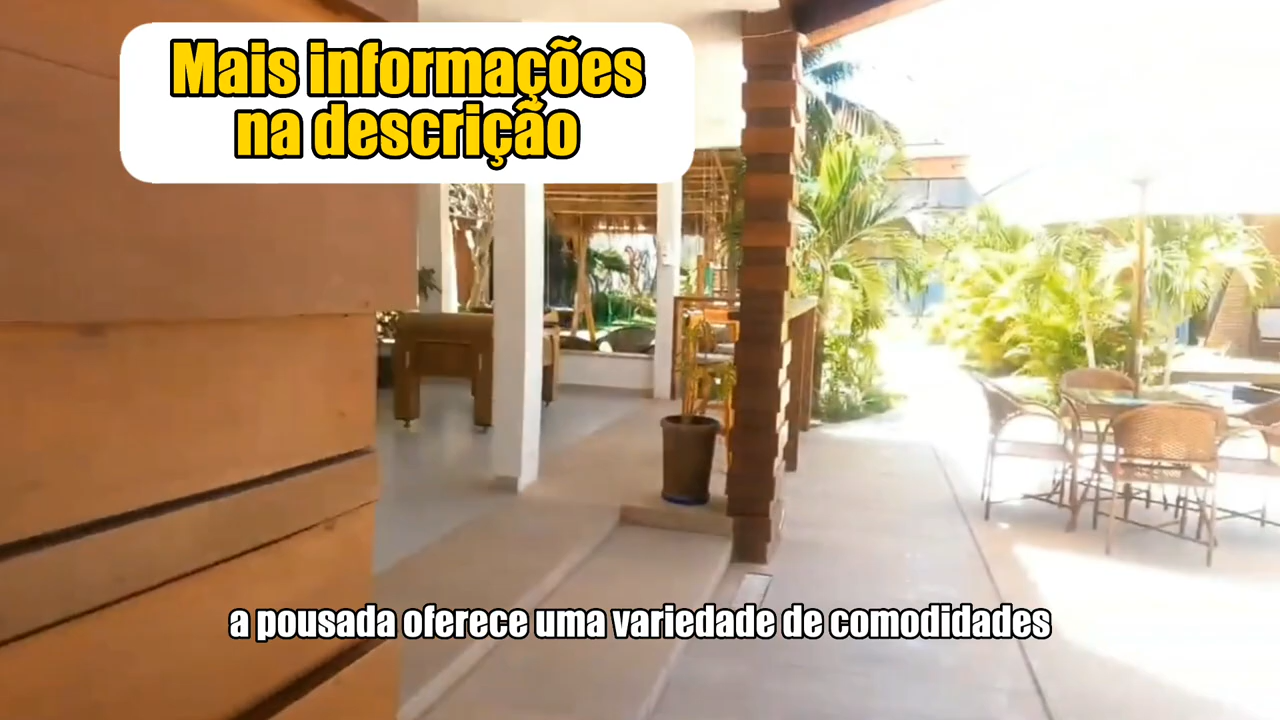 Mais informações
na descrição
a pousada oferece uma variedade de comodidades